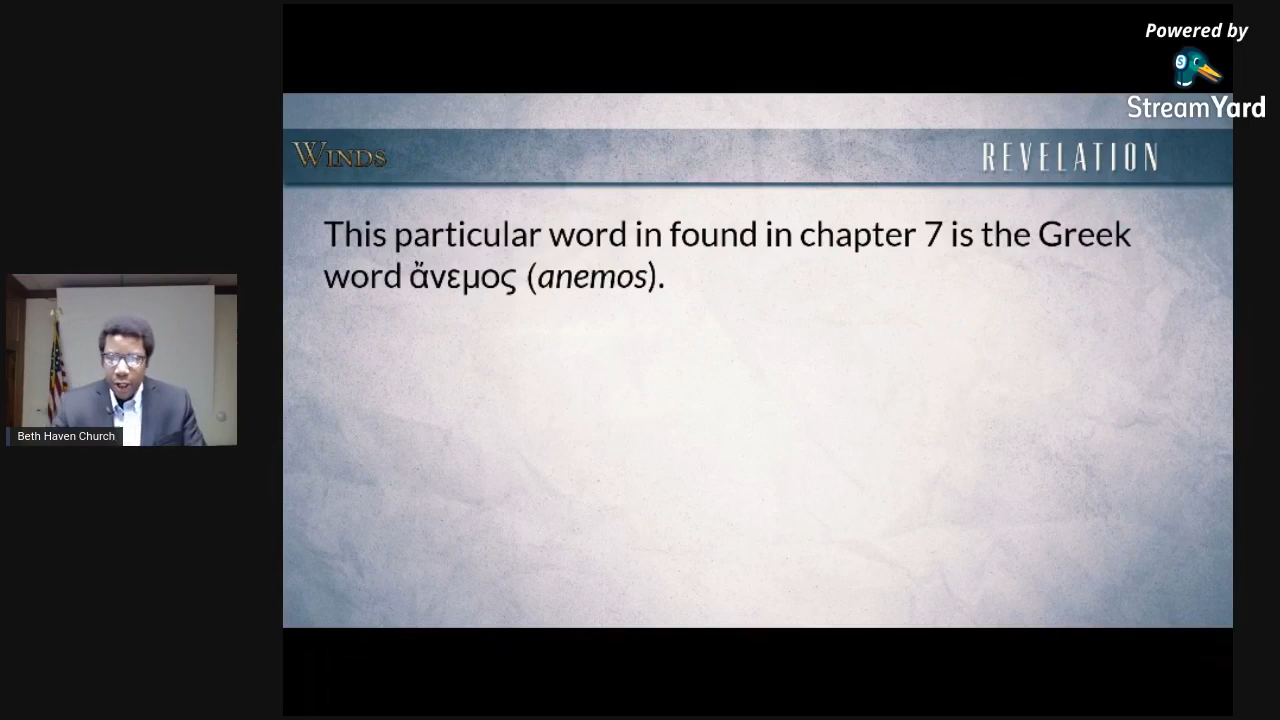 Powered by
StreamYard
WINDS
REVELATION
This particular word in found in chapter 7 is the Greek
word ἄνεμος (anemos).
Beth Haven Church